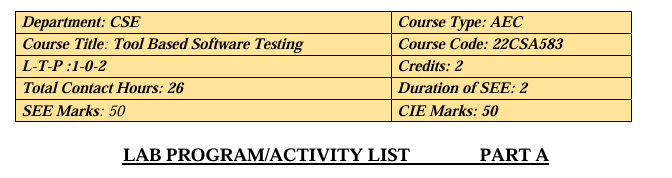 Department: CSE Course Type: AEC
Course Title: Tool Based Software Testing Course Code: 22CSA583
L-T-P :1-0-2 Credits: 2
Total Contact Hours: 26 Duration of SEE: 2
SEE Marks: 50 CIE Marks: 50
LAB PROGRAM/ACTIVITY LIST PART A